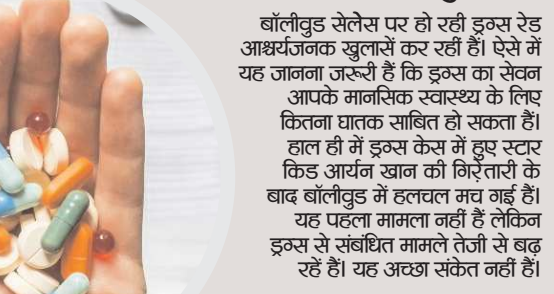 बॉलीवुड सेलेेस पर हो रही ड्रग्स रेड
आश्चर्यजनक खुलासें कर रहीं हैं। ऐसे में
यह जानना जरूरी हैं कि ड्रग्स का सेवन
आपके मानसिक स्वास्थ्य के लिए
कितना घातक साबित हो सकता हैं।
हाल ही में ड्रग्स केस में हुए स्टार
किड आर्यन खान की गिरेतारी के
बाद बॉलीवुड में हलचल मच गई हैं।
यह पहला मामला नहीं हैं लेकिन
ड्रग्स से संबंधित मामले तेजी से बढ़
रहें हैं। यह अच्छा संकेत नहीं हैं।